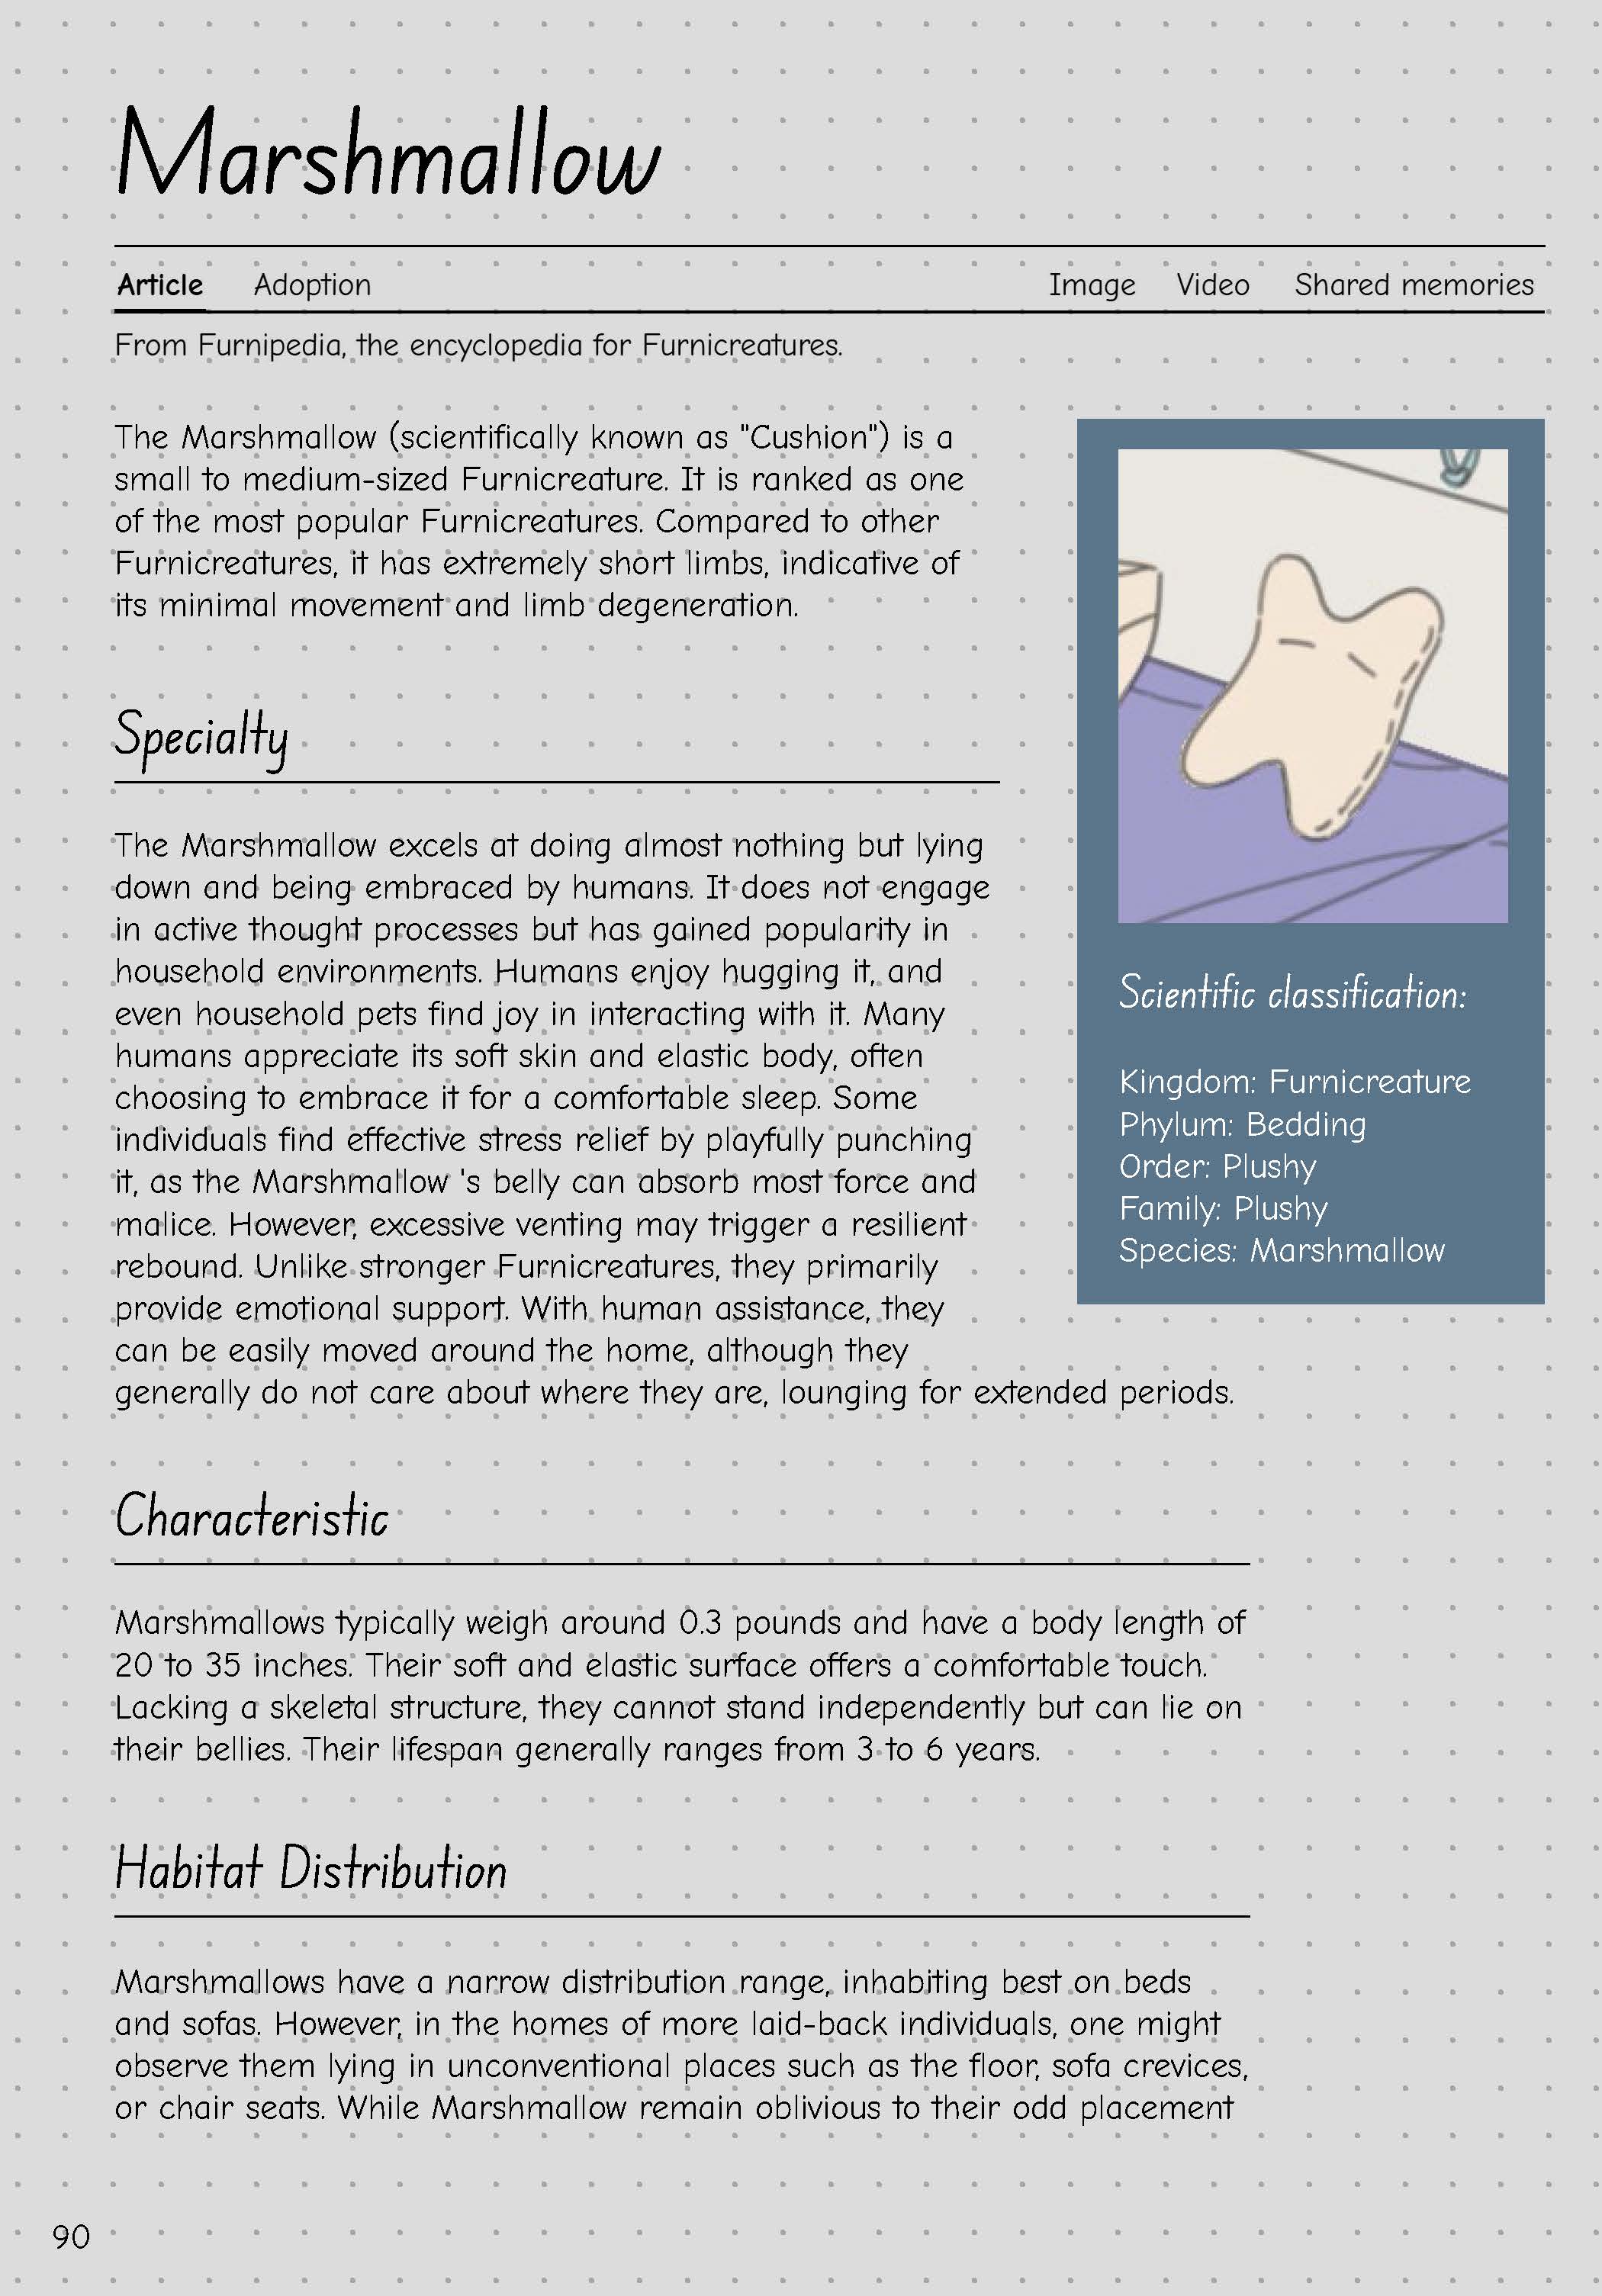 Marshmallow
Article Adoption Image Video Shared memories
From Furnipedia, the encyclopedia for Furnicreatures.
The Marshmallow (scientifically known as "Cushion") is a
small to medium-sized Furnicreature. It is ranked as one
of the most popular Furnicreatures. Compared to other
Furnicreatures, it has extremely short limbs, indicative of
its minimal movement and limb degeneration.
Specialty
The Marshmallow excels at doing almost nothing but lying
down and being embraced by humans. It does not engage
in active thought processes but has gained popularity in
household environments. Humans enjoy hugging it, and
even household pets find joy in interacting with it. Many
humans appreciate its soft skin and elastic body, often
choosing to embrace it for a comfortable sleep. Some
individuals find effective stress relief by playfully punching
it, as the Marshmallow 's belly can absorb most force and
malice. However, excessive venting may trigger a resilient
rebound. Unlike stronger Furnicreatures, they primarily
provide emotional support. With human assistance, they
can be easily moved around the home, although they
generally do not care about where they are, lounging for extended periods.
Scientific classification:
Kingdom: Furnicreature
Phylum: Bedding
Order: Plushy
Family: Plushy
Species: Marshmallow
Characteristic
Marshmallows typically weigh around 0.3 pounds and have a body length of
20 to 35 inches. Their soft and elastic surface offers a comfortable touch.
Lacking a skeletal structure, they cannot stand independently but can lie on
their bellies. Their lifespan generally ranges from 3 to 6 years.
Habitat Distribution
Marshmallows have a narrow distribution range, inhabiting best on beds
and sofas. However, in the homes of more laid-back individuals, one might
observe them lying in unconventional places such as the floor, sofa crevices,
or chair seats. While Marshmallow remain oblivious to their odd placement
90